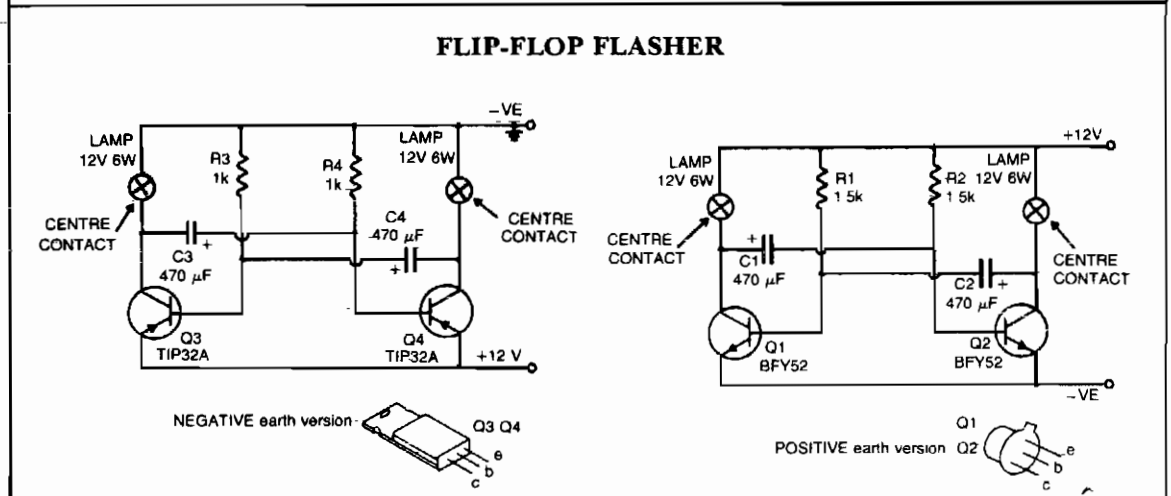 FLIP-FLOP FLASHER
-VE
LAMP
12V 6W
R3
1k
R4
1k
LAMP
12V 6W
CENTRE
CONTACT
C3
+
470 µF
C4
-470 µF
+
CENTRE
CONTACT
Q3
TIP32A
Q4
TIP32A
+12 V
NEGATIVE earth version
Q3 Q4
e
b
c
+12V
LAMP
12V 6W
R1
1 5k
R2
1 5k
LAMP
12V 6W
CENTRE
CONTACT
+
C1
470 µF
C2
+
470 µF
CENTRE
CONTACT
Q1
BFY52
Q2
BFY52
-VE
POSITIVE earth version
Q1
Q2
e
b
c